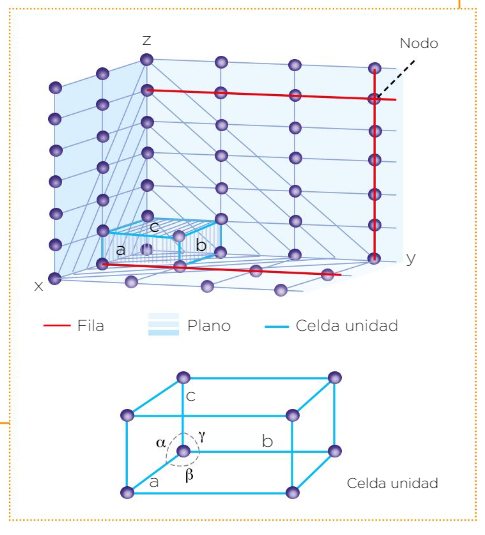 z
Nodo
c
a
b
y
x
Fila
Plano
Celda unidad
c
α
γ
b
β
a
Celda unidad